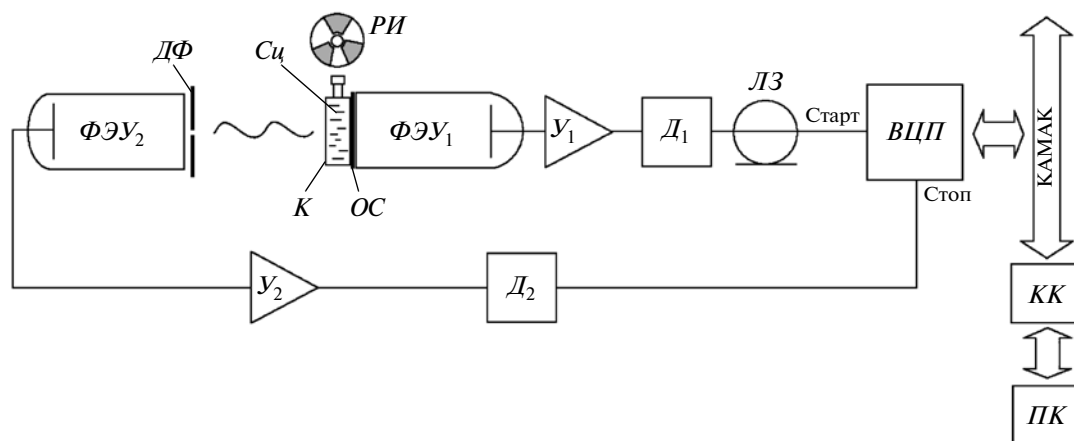 РИ
Сц
ДФ
ЛЗ
ФЭУ₂
ФЭУ₁
У₁
Д₁
Старт
ВЦП
КАМАК
Стоп
К
ОС
У₂
Д₂
КК
ПК